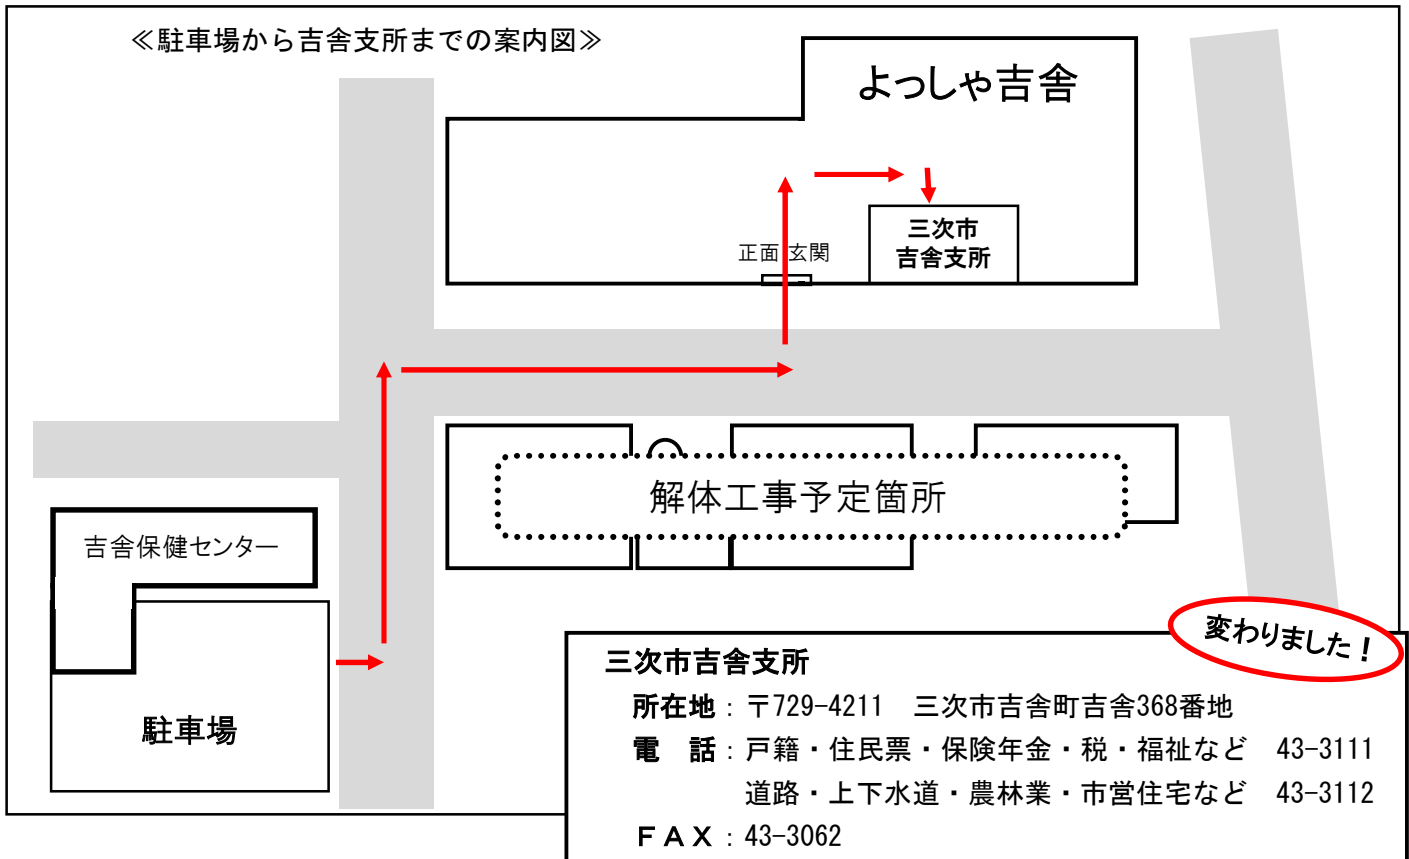 ≪駐車場から吉舎支所までの案内図≫
よっしゃ吉舎
三次市
吉舎支所
正面 玄関
解体工事予定箇所
吉舎保健センター
駐車場
変わりました！
三次市吉舎支所
所在地：〒729-4211　三次市吉舎町吉舎368番地
電　話：戸籍・住民票・保険年金・税・福祉など　43-3111
道路・上下水道・農林業・市営住宅など　43-3112
ＦＡＸ：43-3062